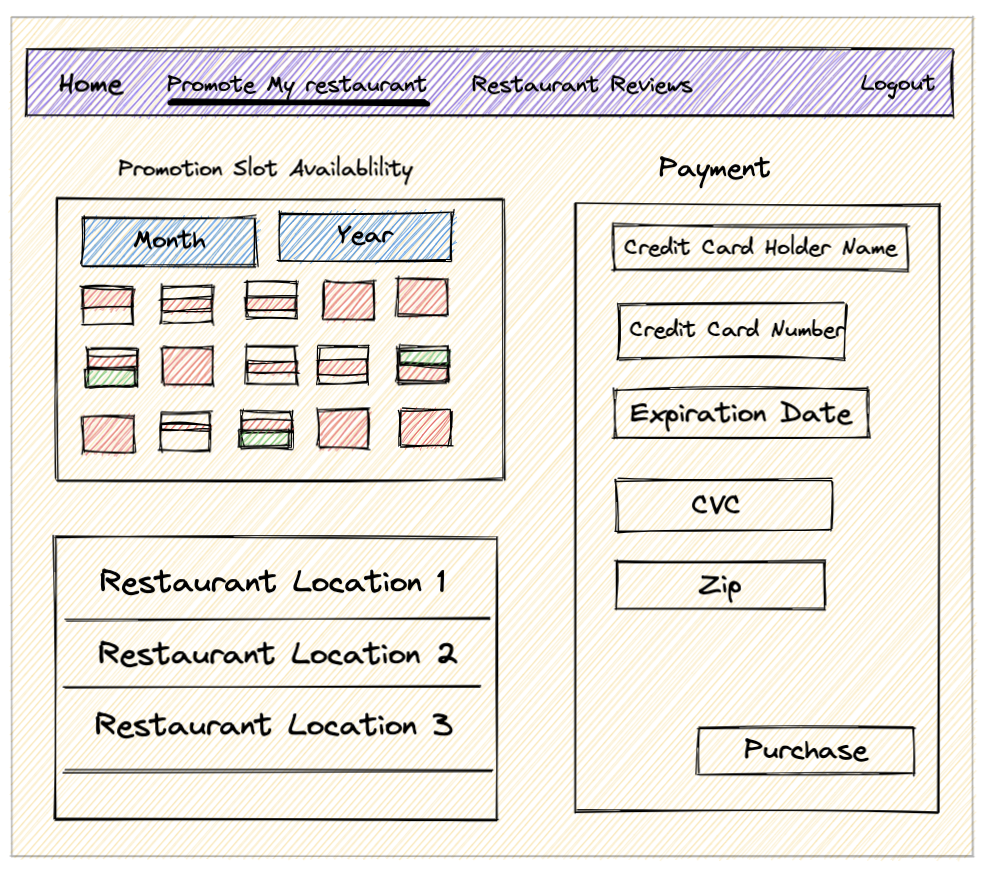 Home Promote My restaurant Restaurant Reviews Logout
Promotion Slot Availablility
Payment
Month Year
Credit Card Holder Name
Credit Card Number
Expiration Date
CVC
Zip
Restaurant Location 1
Restaurant Location 2
Restaurant Location 3
Purchase